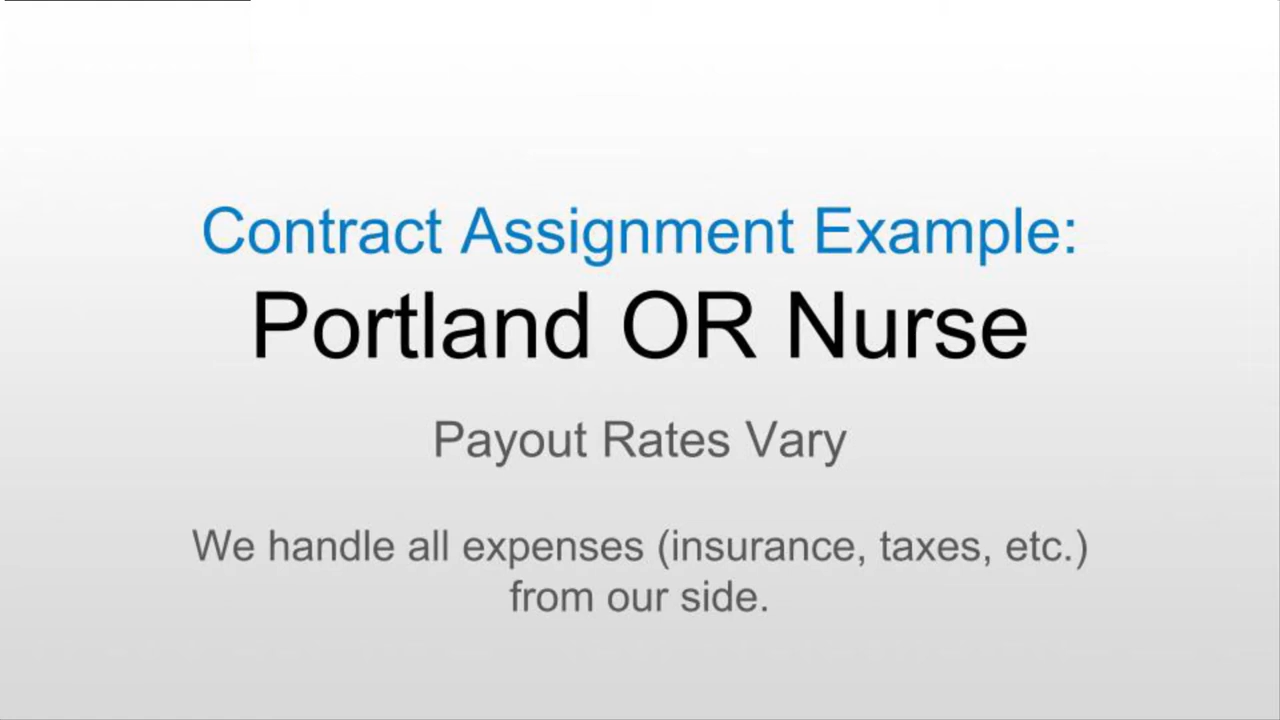 Contract Assignment Example:
Portland OR Nurse
Payout Rates Vary
We handle all expenses (insurance, taxes, etc.)
from our side.